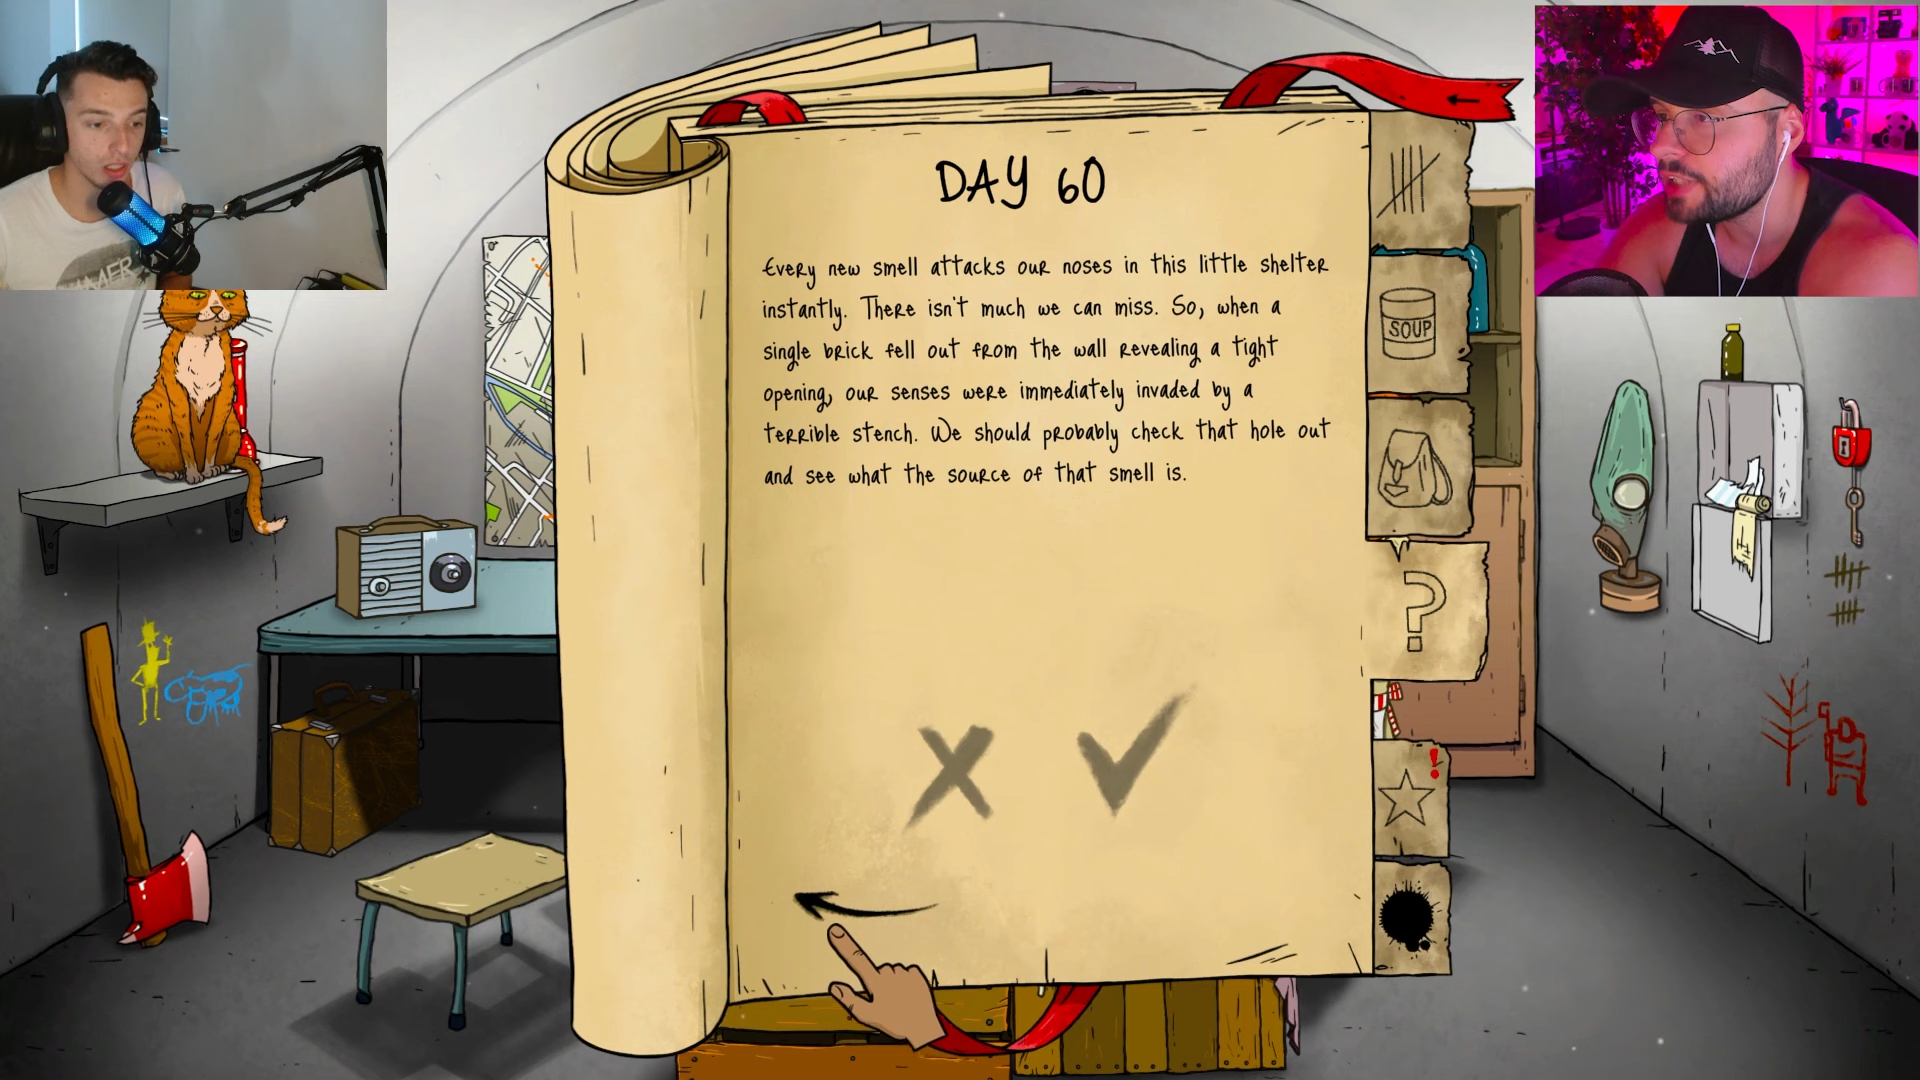 DAY 60
Every new smell attacks our noses in this little shelter
instantly. There isn't much we can miss. So, when a
single brick fell out from the wall revealing a tight
opening, our senses were immediately invaded by a
terrible stench. We should probably check that hole out
and see what the source of that smell is.
SOUP
?
!